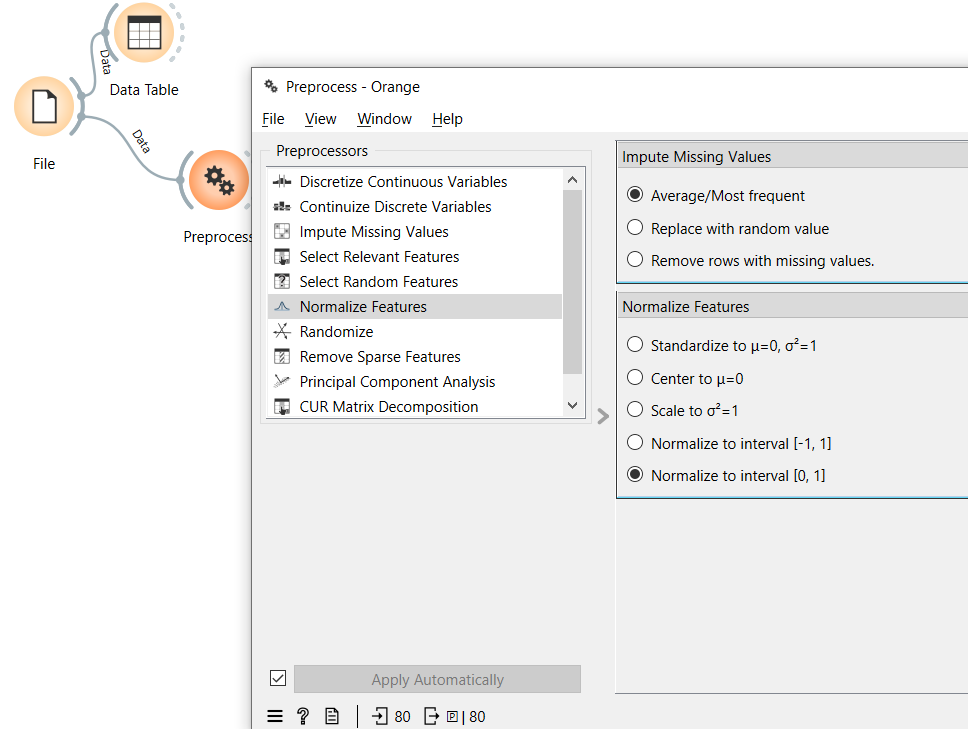 Data
Data Table
File
Data
Preprocess
Preprocess - Orange
File View Window Help
Preprocessors
Discretize Continuous Variables
Continuize Discrete Variables
Impute Missing Values
Select Relevant Features
Select Random Features
Normalize Features
Randomize
Remove Sparse Features
Principal Component Analysis
CUR Matrix Decomposition
Impute Missing Values
Average/Most frequent
Replace with random value
Remove rows with missing values.
Normalize Features
Standardize to μ=0, σ²=1
Center to μ=0
Scale to σ²=1
Normalize to interval [-1, 1]
Normalize to interval [0, 1]
Apply Automatically
? | 80 P | 80